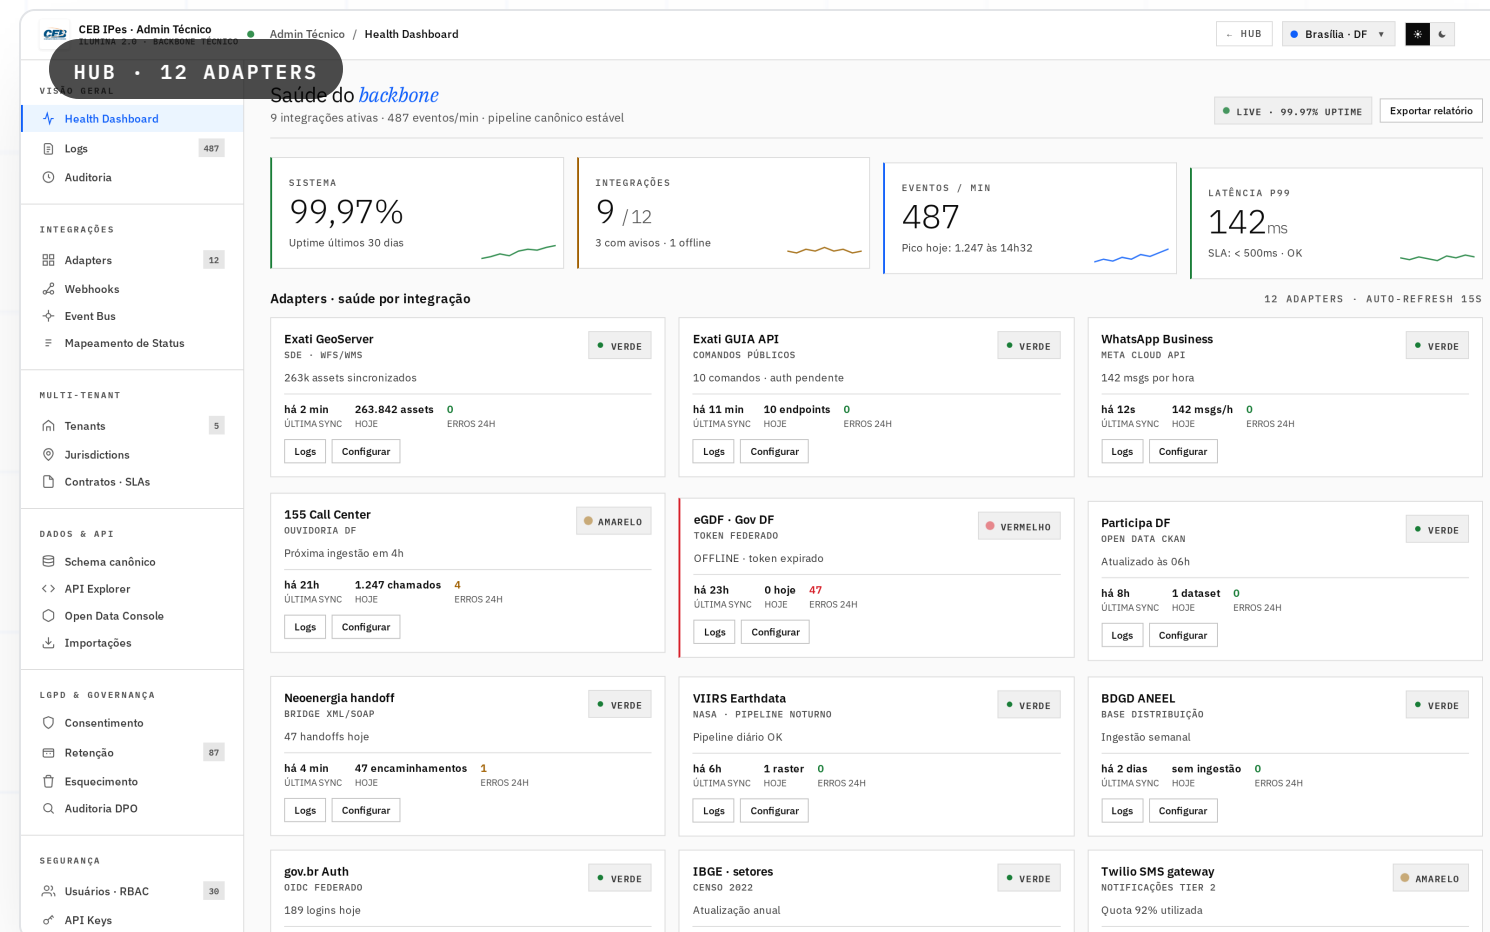 CEB
CEB IPes · Admin Técnico
ILUMINA 2.0 · BACKBONE TÉCNICO
Admin Técnico / Health Dashboard
← HUB
Brasília · DF ▼
HUB · 12 ADAPTERS
VISÃO GERAL
Health Dashboard
Logs 487
Auditoria
INTEGRAÇÕES
Adapters 12
Webhooks
Event Bus
Mapeamento de Status
MULTI-TENANT
Tenants 5
Jurisdictions
Contratos · SLAs
DADOS & API
Schema canônico
API Explorer
Open Data Console
Importações
LGPD & GOVERNANÇA
Consentimento
Retenção 87
Esquecimento
Auditoria DPO
SEGURANÇA
Usuários · RBAC 30
API Keys
Saúde do backbone
9 integrações ativas · 487 eventos/min · pipeline canônico estável
LIVE · 99.97% UPTIME
Exportar relatório
SISTEMA
99,97%
Uptime últimos 30 dias
INTEGRAÇÕES
9 /12
3 com avisos · 1 offline
EVENTOS / MIN
487
Pico hoje: 1.247 às 14h32
LATÊNCIA P99
142ms
SLA: < 500ms · OK
Adapters · saúde por integração
12 ADAPTERS · AUTO-REFRESH 15S
Exati GeoServer
VERDE
SDE · WFS/WMS
263k assets sincronizados
há 2 min 263.842 assets 0
ÚLTIMA SYNC HOJE ERROS 24H
Logs Configurar
Exati GUIA API
VERDE
COMANDOS PÚBLICOS
10 comandos · auth pendente
há 11 min 10 endpoints 0
ÚLTIMA SYNC HOJE ERROS 24H
Logs Configurar
WhatsApp Business
VERDE
META CLOUD API
142 msgs por hora
há 12s 142 msgs/h 0
ÚLTIMA SYNC HOJE ERROS 24H
Logs Configurar
155 Call Center
AMARELO
OUVIDORIA DF
Próxima ingestão em 4h
há 21h 1.247 chamados 4
ÚLTIMA SYNC HOJE ERROS 24H
Logs Configurar
eGDF · Gov DF
VERMELHO
TOKEN FEDERADO
OFFLINE · token expirado
há 23h 0 hoje 47
ÚLTIMA SYNC HOJE ERROS 24H
Logs Configurar
Participa DF
VERDE
OPEN DATA CKAN
Atualizado às 06h
há 8h 1 dataset 0
ÚLTIMA SYNC HOJE ERROS 24H
Logs Configurar
Neoenergia handoff
VERDE
BRIDGE XML/SOAP
47 handoffs hoje
há 4 min 47 encaminhamentos 1
ÚLTIMA SYNC HOJE ERROS 24H
Logs Configurar
VIIRS Earthdata
VERDE
NASA · PIPELINE NOTURNO
Pipeline diário OK
há 6h 1 raster 0
ÚLTIMA SYNC HOJE ERROS 24H
Logs Configurar
BDGD ANEEL
VERDE
BASE DISTRIBUIÇÃO
Ingestão semanal
há 2 dias sem ingestão 0
ÚLTIMA SYNC HOJE ERROS 24H
Logs Configurar
gov.br Auth
VERDE
OIDC FEDERADO
189 logins hoje
IBGE · setores
VERDE
CENSO 2022
Atualização anual
Twilio SMS gateway
AMARELO
NOTIFICAÇÕES TIER 2
Quota 92% utilizada